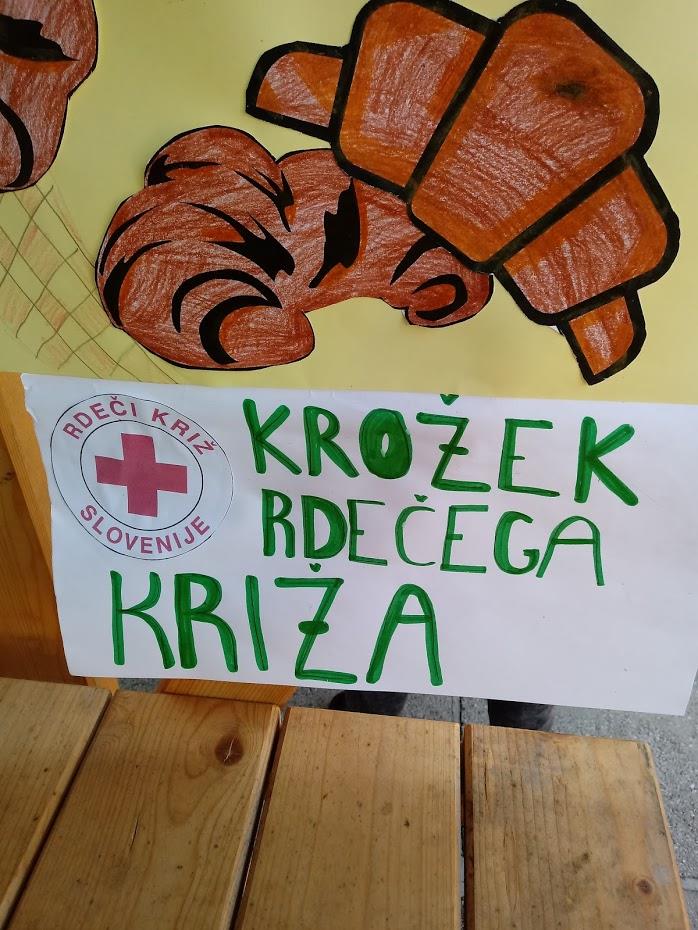 RDEČI KRIŽ
SLOVENIJE
KROŽEK
RDEČEGA
KRIŽA